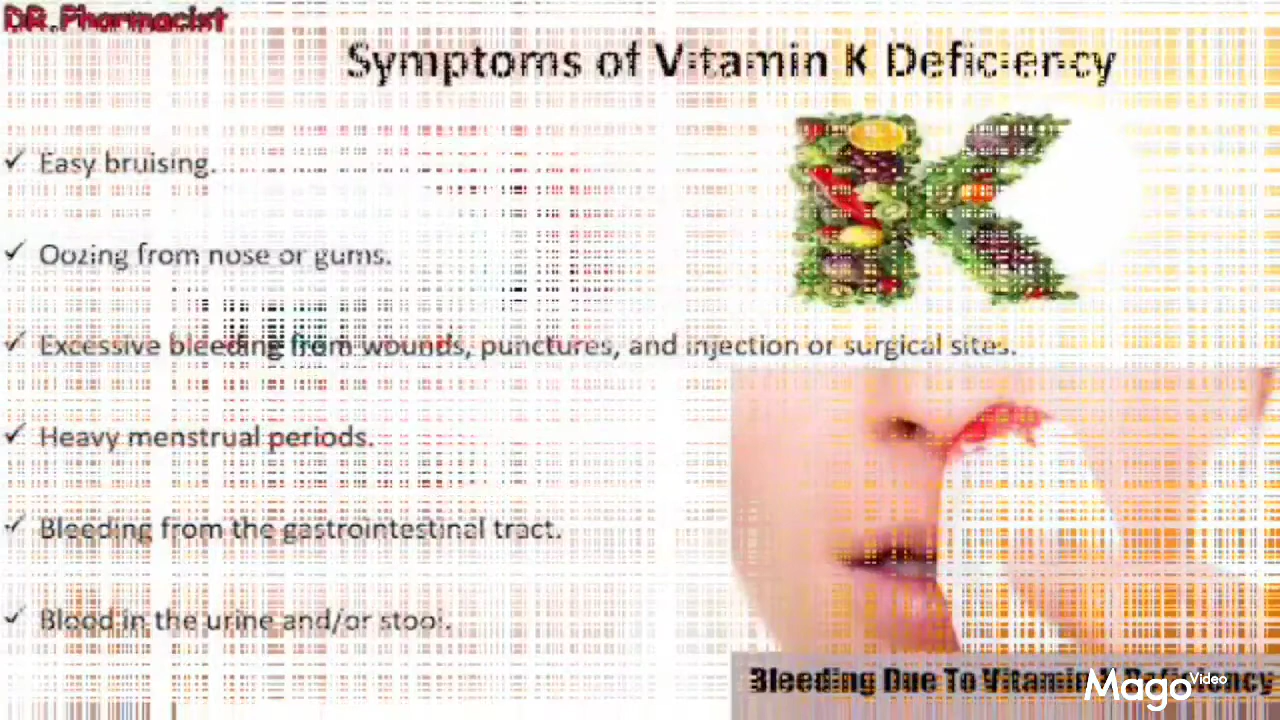 DR.Pharmacist
Symptoms of Vitamin K Deficiency
✓ Easy bruising.
✓ Oozing from nose or gums.
✓ Excessive bleeding from wounds, punctures, and injection or surgical sites.
✓ Heavy menstrual periods.
✓ Bleeding from the gastrointestinal tract.
✓ Blood in the urine and/or stool.
K
Bleeding Due To Vitamin
Mago Video